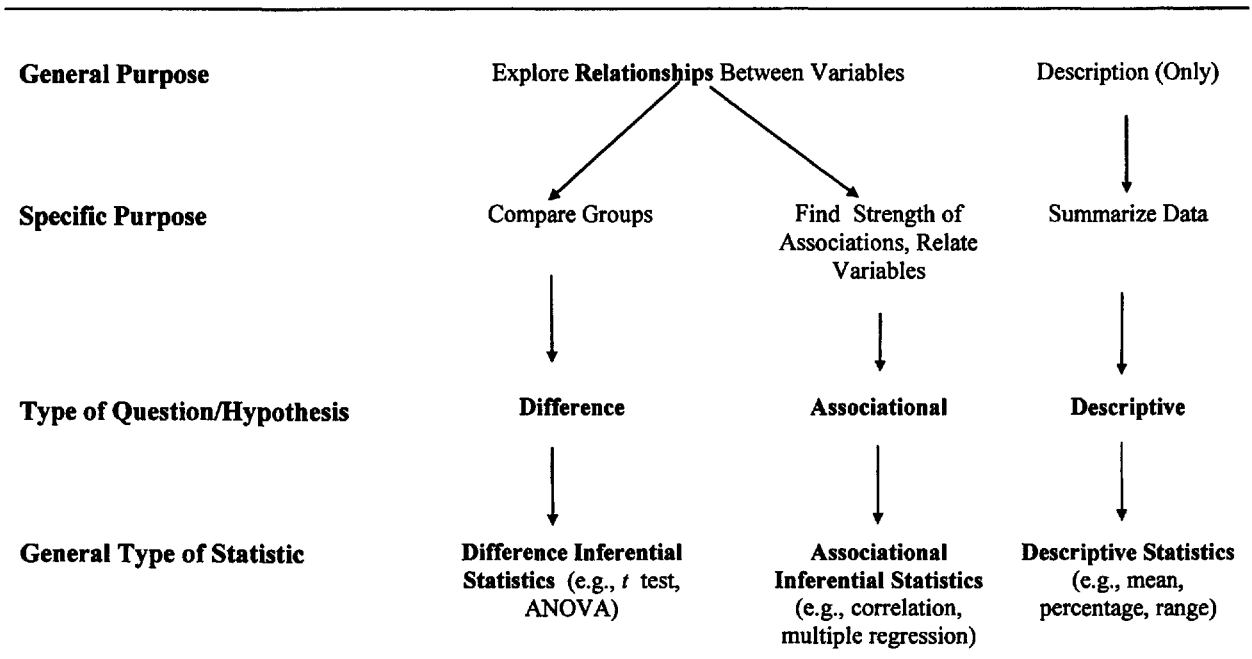 General Purpose
Explore Relationships Between Variables
Description (Only)
Specific Purpose
Compare Groups
Find Strength of
Associations, Relate
Variables
Summarize Data
Type of Question/Hypothesis
Difference
Associational
Descriptive
General Type of Statistic
Difference Inferential
Statistics (e.g., t test,
ANOVA)
Associational
Inferential Statistics
(e.g., correlation,
multiple regression)
Descriptive Statistics
(e.g., mean,
percentage, range)